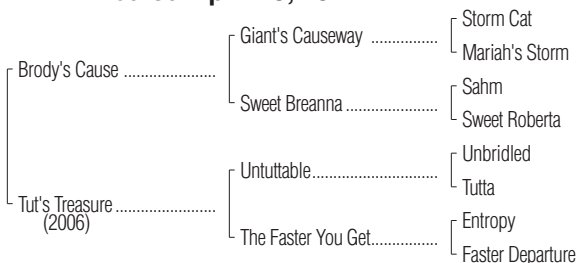 Storm Cat
Giant's Causeway ................
Mariah's Storm
Brody's Cause ......................
Sahm
Sweet Breanna ......................
Sweet Roberta
Unbridled
Untuttable..............................
Tutta
Tut's Treasure ........................
(2006)
Entropy
The Faster You Get................
Faster Departure